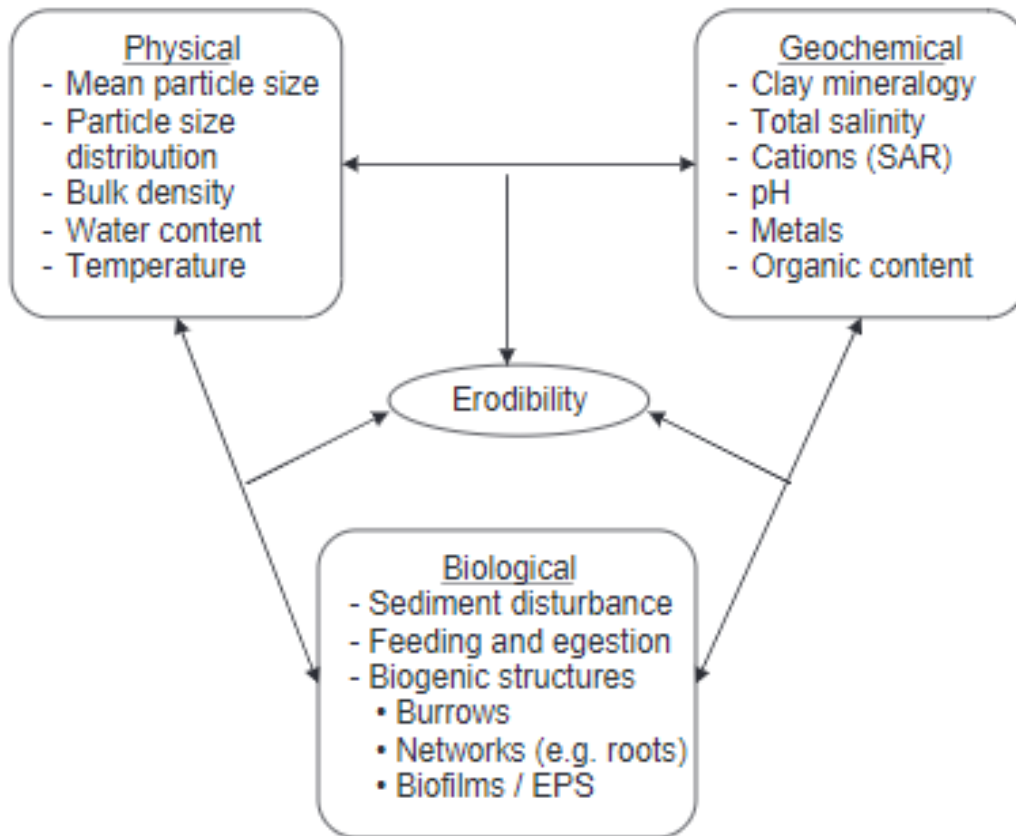 Physical
- Mean particle size
- Particle size
distribution
- Bulk density
- Water content
- Temperature
Geochemical
- Clay mineralogy
- Total salinity
- Cations (SAR)
- pH
- Metals
- Organic content
Erodibility
Biological
- Sediment disturbance
- Feeding and egestion
- Biogenic structures
• Burrows
• Networks (e.g. roots)
• Biofilms / EPS